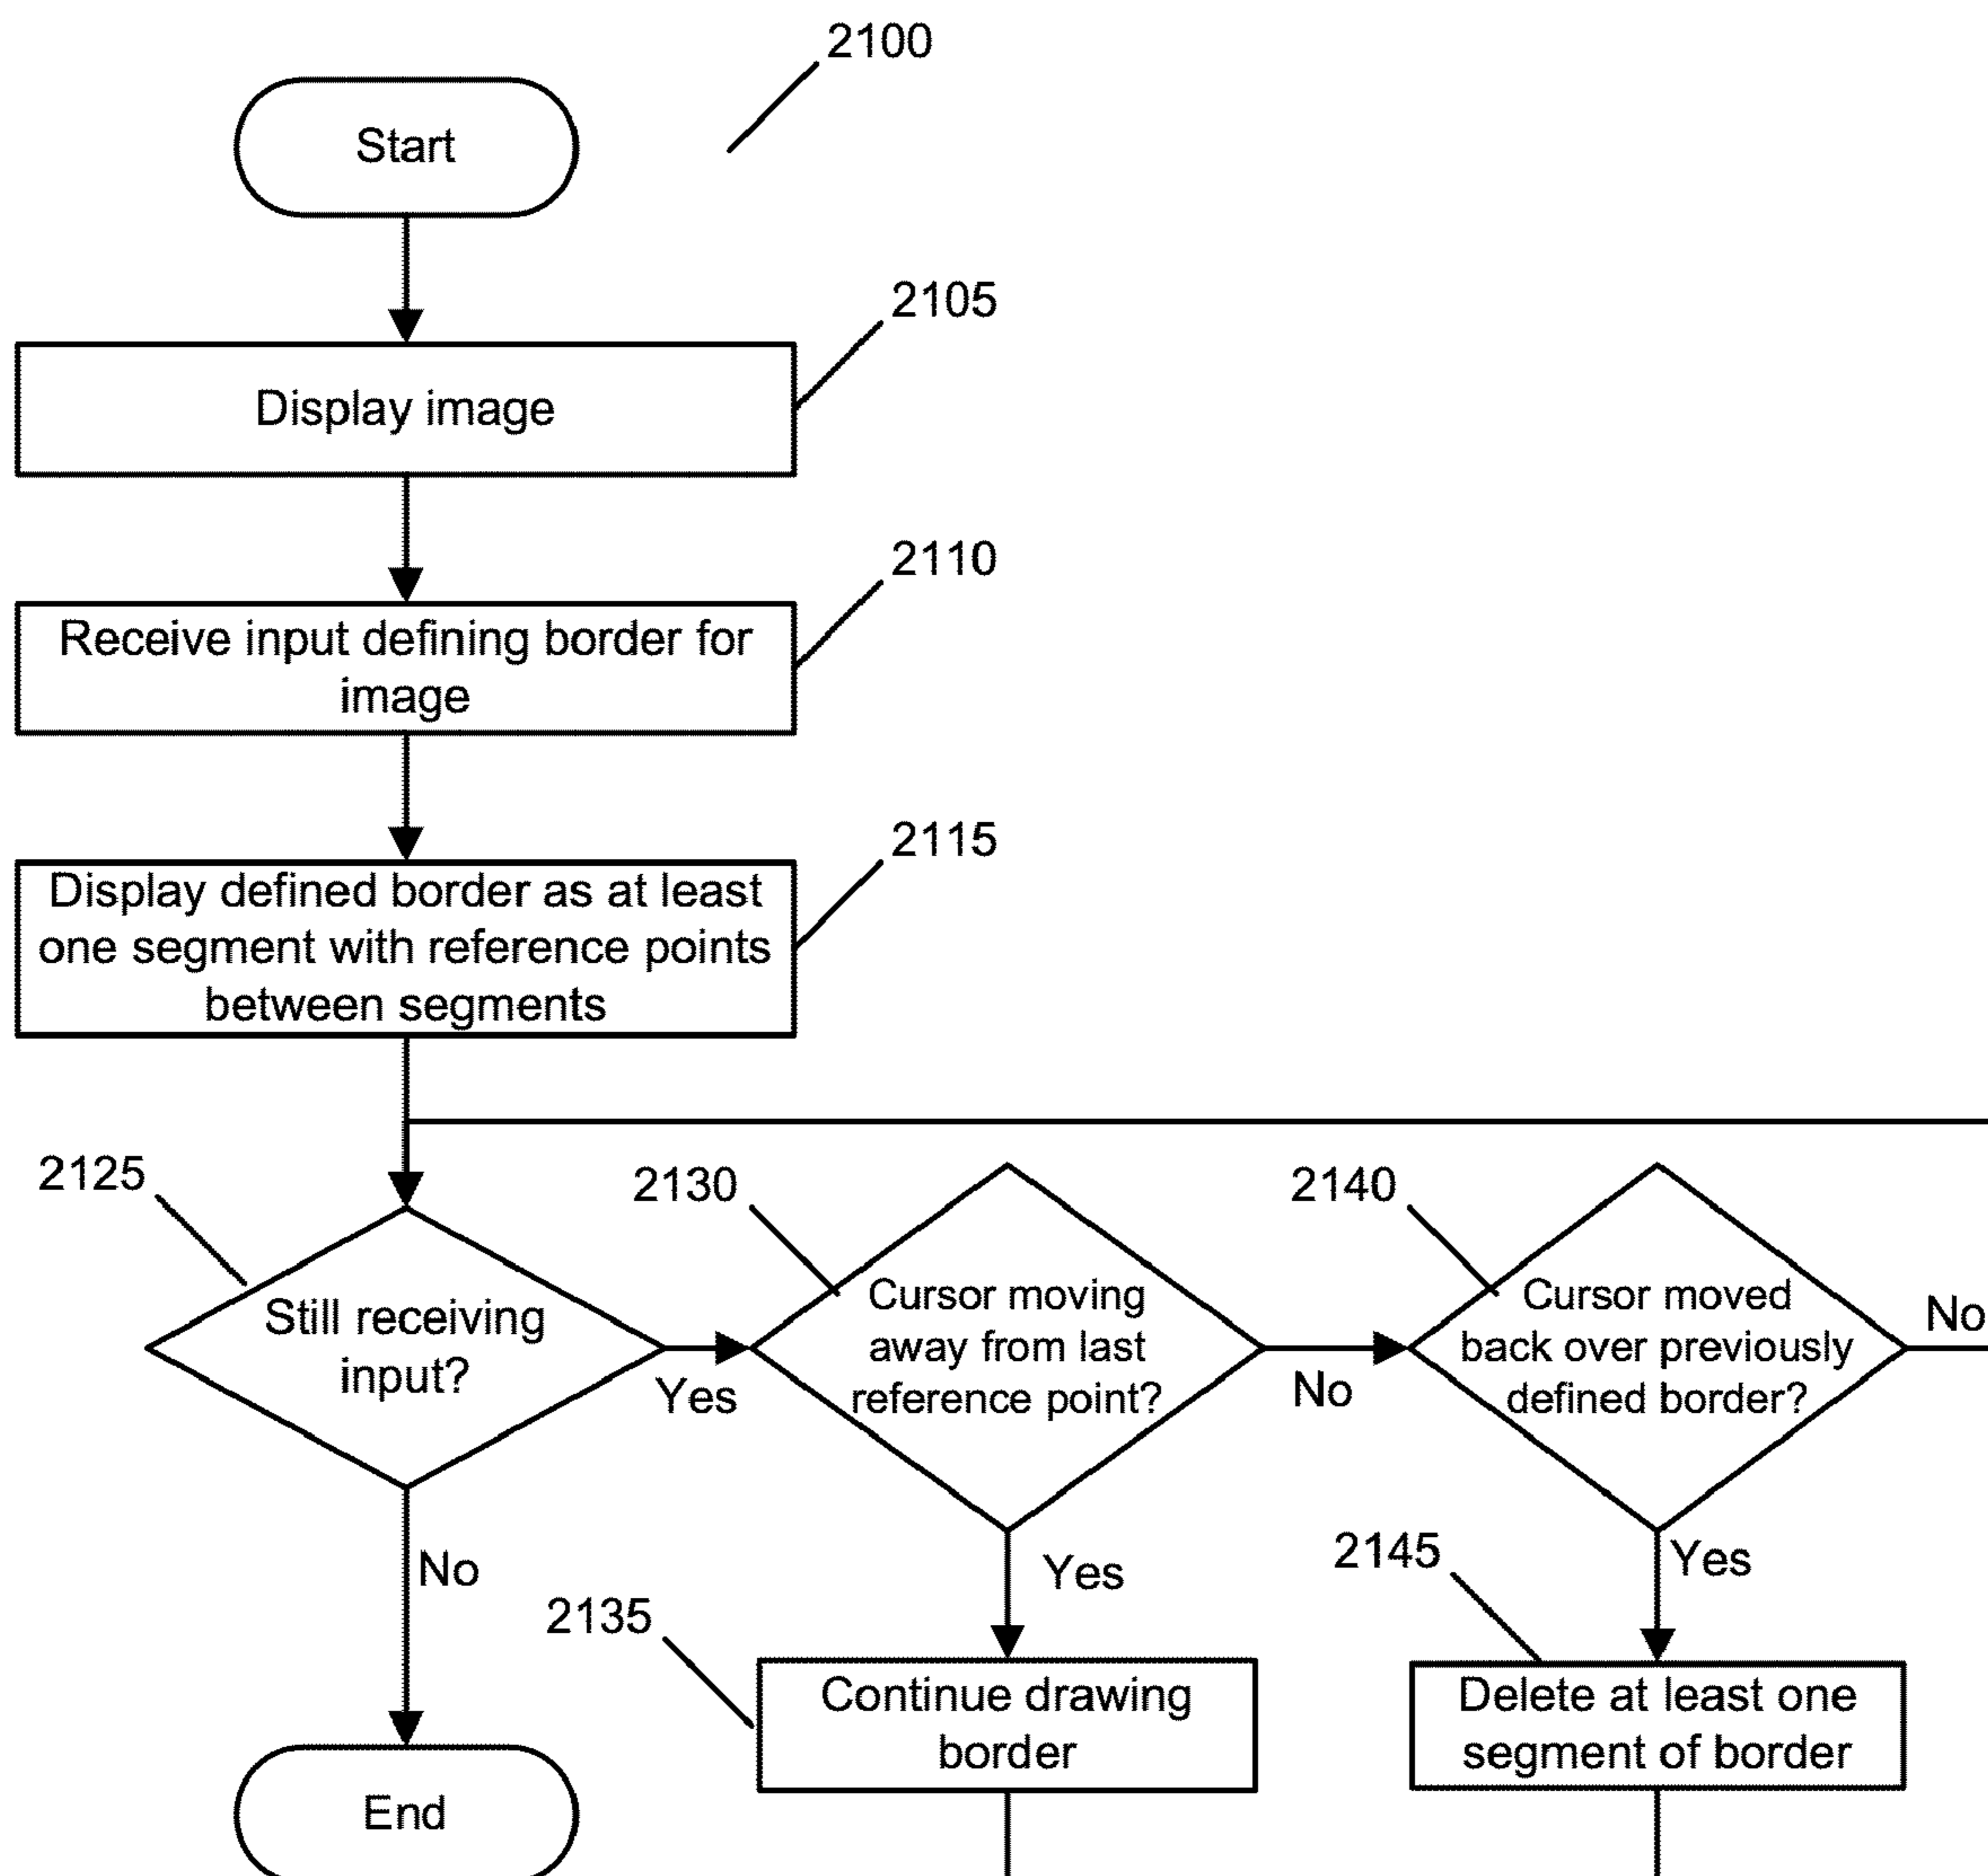 2100
Start
2105
Display image
2110
Receive input defining border for
image
2115
Display defined border as at least
one segment with reference points
between segments
2125
Still receiving
input?
Yes
No
End
2130
Cursor moving
away from last
reference point?
No
Yes
2135
Continue drawing
border
2140
Cursor moved
back over previously
defined border?
No
Yes
2145
Delete at least one
segment of border